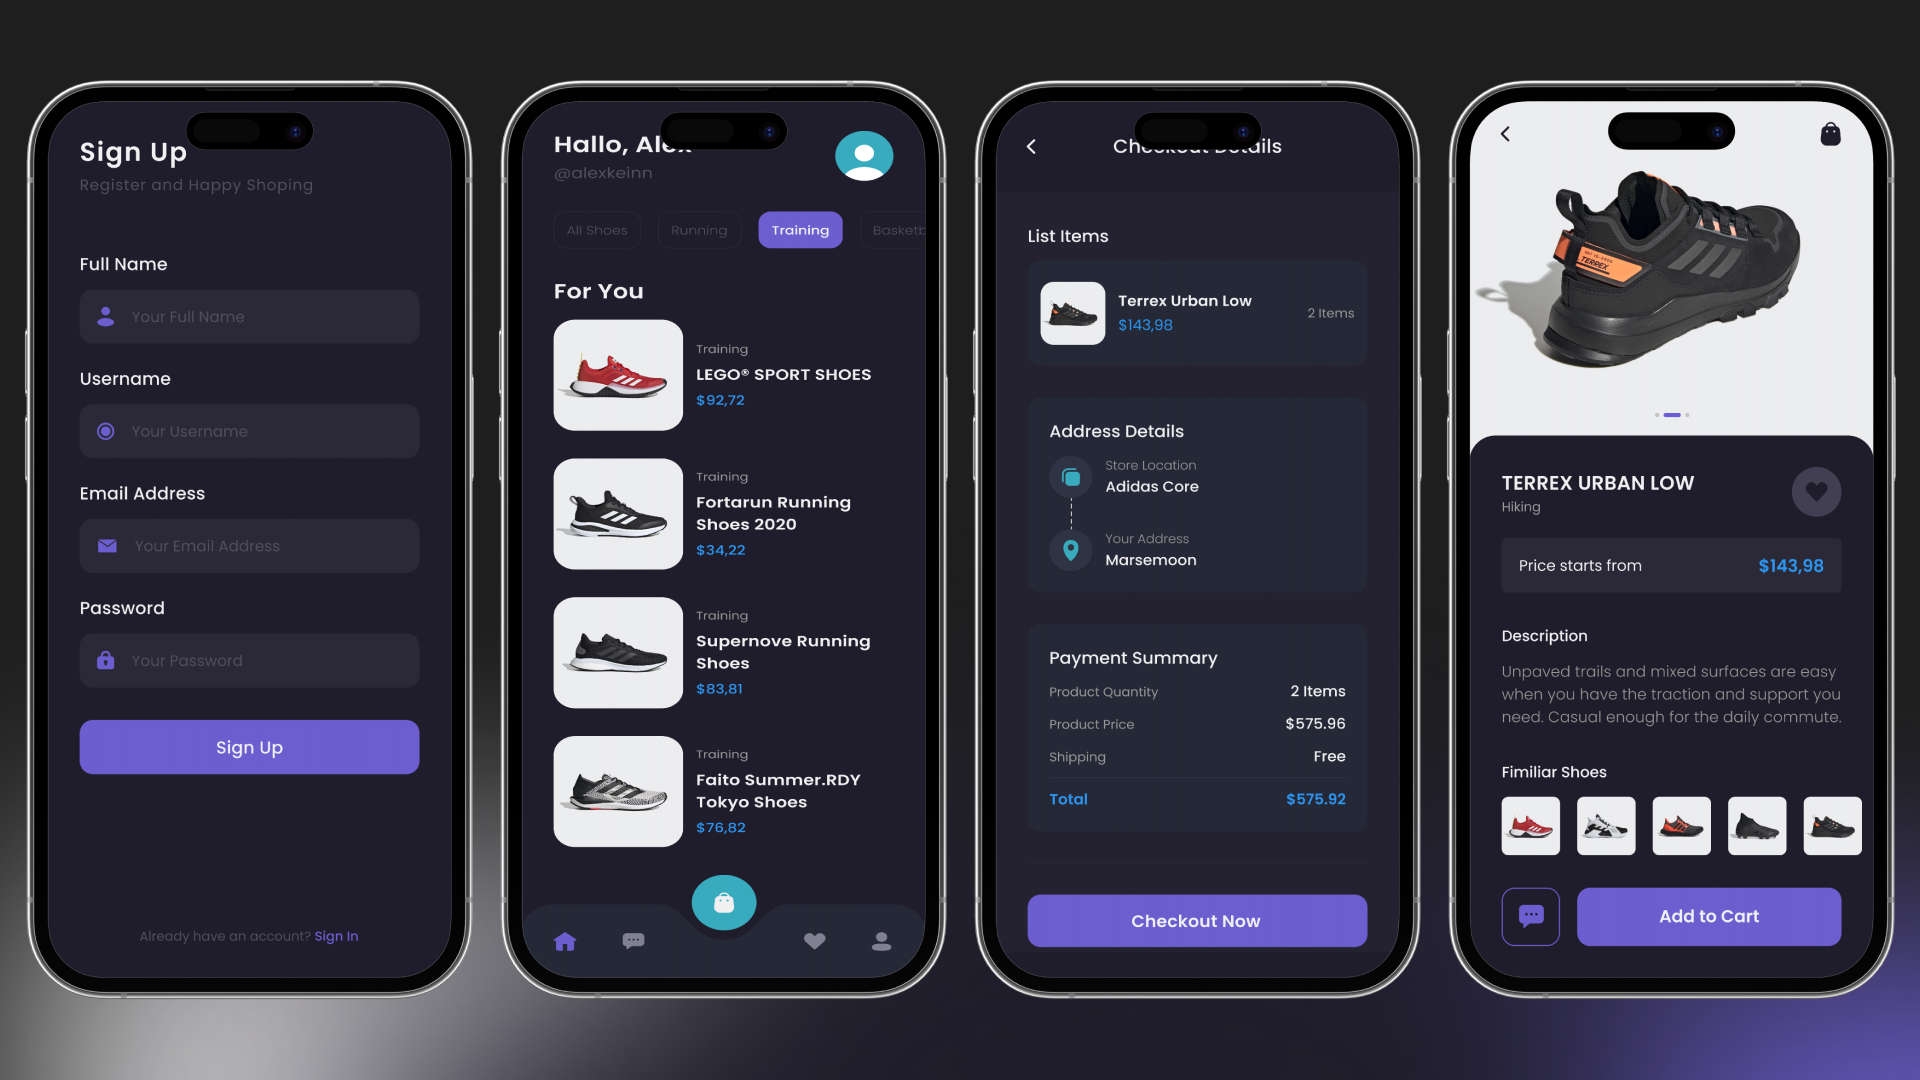 Sign Up
Register and Happy Shoping
Full Name
Your Full Name
Username
Your Username
Email Address
Your Email Address
Password
Your Password
Sign Up
Already have an account? Sign In
Hallo, Alex
@alexkeinn
All Shoes
Running
Training
Basketb
For You
Training
LEGO® SPORT SHOES
$92,72
Training
Fortarun Running
Shoes 2020
$34,22
Training
Supernove Running
Shoes
$83,81
Training
Faito Summer.RDY
Tokyo Shoes
$76,82
Checkout Details
List Items
Terrex Urban Low
$143,98
2 Items
Address Details
Store Location
Adidas Core
Your Address
Marsemoon
Payment Summary
Product Quantity 2 Items
Product Price $575.96
Shipping Free
Total $575.92
Checkout Now
TERREX
TERREX URBAN LOW
Hiking
Price starts from $143,98
Description
Unpaved trails and mixed surfaces are easy
when you have the traction and support you
need. Casual enough for the daily commute.
Fimiliar Shoes
Add to Cart